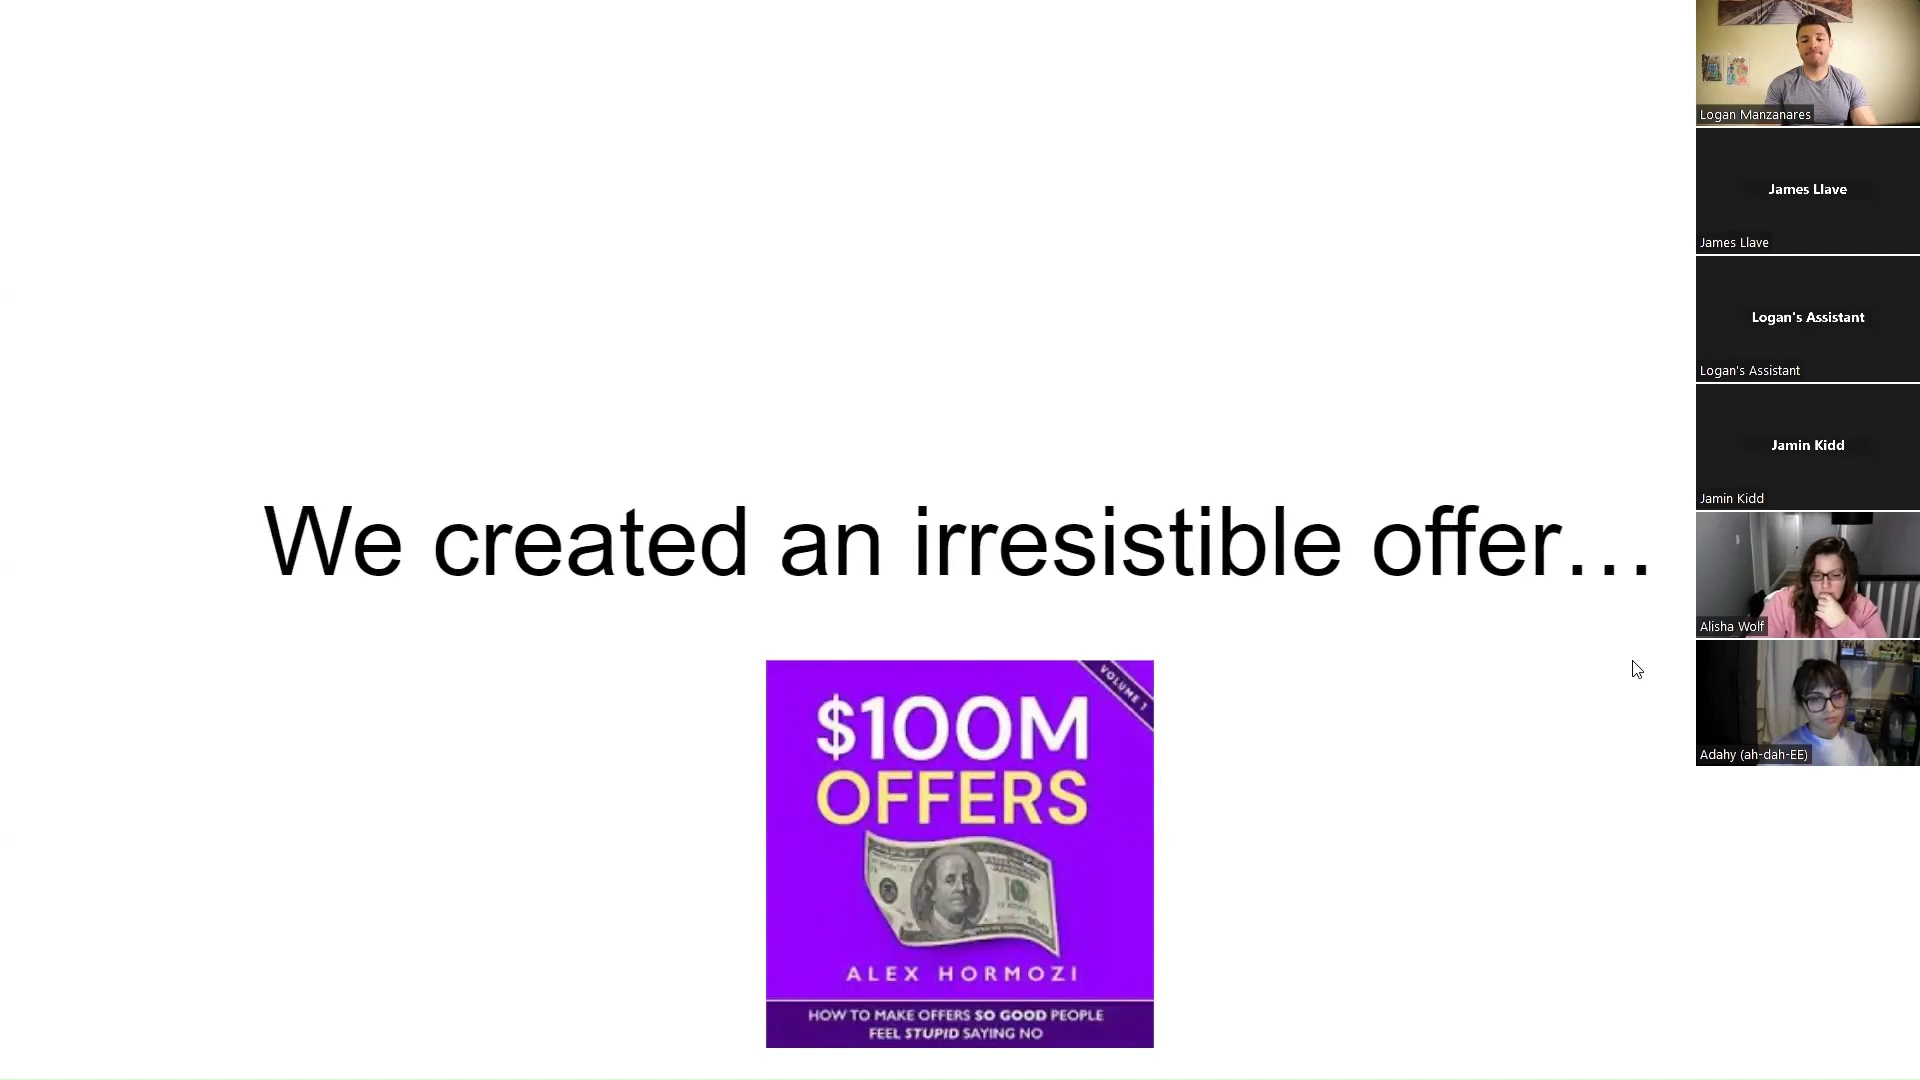 We created an irresistible offer…
VOLUME 1
$100M
OFFERS
ALEX HORMOZI
HOW TO MAKE OFFERS SO GOOD PEOPLE
FEEL STUPID SAYING NO
Logan Manzanares
James Llave
James Llave
Logan's Assistant
Logan's Assistant
Jamin Kidd
Jamin Kidd
Alisha Wolf
Adahy (ah-dah-EE)